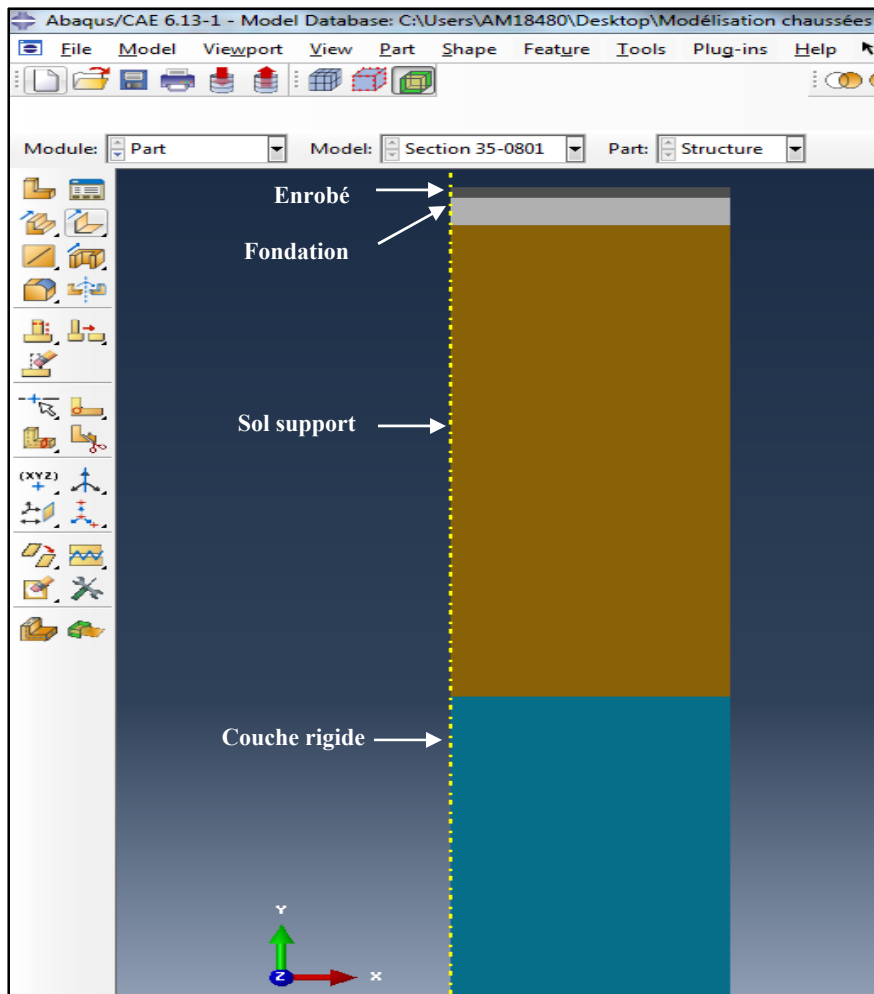 Abaqus/CAE 6.13-1 - Model Database: C:\Users\AM18480\Desktop\Modélisation chaussées
File Model Viewport View Part Shape Feature Tools Plug-ins Help
Module: Part Model: Section 35-0801 Part: Structure
Enrobé
Fondation
Sol support
(XYZ)
Couche rigide
Y
Z X